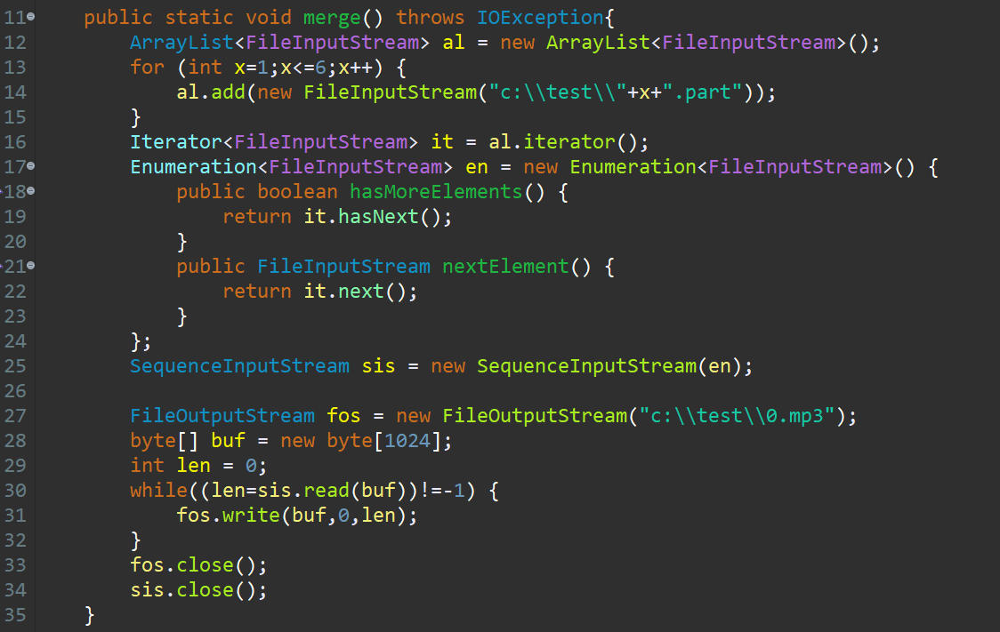 11 public static void merge() throws IOException{
12 ArrayList<FileInputStream> al = new ArrayList<FileInputStream>();
13 for (int x=1;x<=6;x++) {
14 al.add(new FileInputStream("c:\\test\\"+x+".part"));
15 }
16 Iterator<FileInputStream> it = al.iterator();
17 Enumeration<FileInputStream> en = new Enumeration<FileInputStream>() {
18 public boolean hasMoreElements() {
19 return it.hasNext();
20 }
21 public FileInputStream nextElement() {
22 return it.next();
23 }
24 };
25 SequenceInputStream sis = new SequenceInputStream(en);
26
27 FileOutputStream fos = new FileOutputStream("c:\\test\\0.mp3");
28 byte[] buf = new byte[1024];
29 int len = 0;
30 while((len=sis.read(buf))!=-1) {
31 fos.write(buf,0,len);
32 }
33 fos.close();
34 sis.close();
35 }